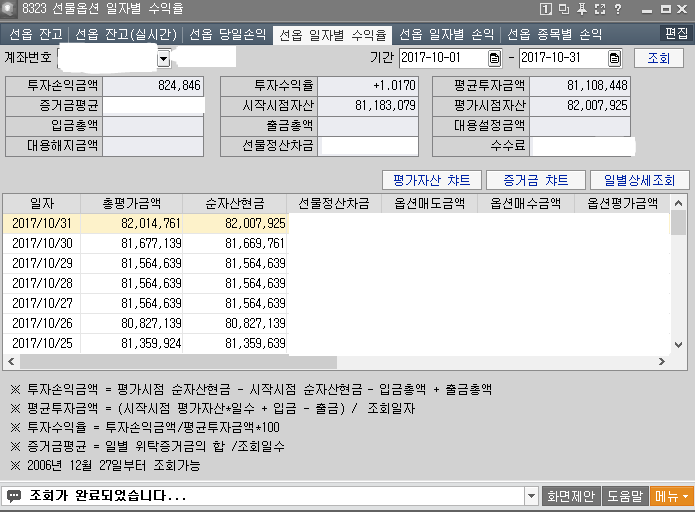 8323 선물옵션 일자별 수익율
선옵 잔고 선옵 잔고(실시간) 선옵 당일손익 선옵 일자별 수익율 선옵 일자별 손익 선옵 종목별 손익 편집
계좌번호 기간 2017-10-01 - 2017-10-31 조회
투자손익금액 824,846 투자수익율 +1.0170 평균투자금액 81,108,448
증거금평균 시작시점자산 81,183,079 평가시점자산 82,007,925
입금총액 출금총액 대용설정금액
대용해지금액 선물정산차금 수수료
평가자산 챠트 증거금 챠트 일별상세조회
일자 총평가금액 순자산현금 선물정산차금 옵션매도금액 옵션매수금액 옵션평가금액
2017/10/31 82,014,761 82,007,925
2017/10/30 81,677,139 81,669,761
2017/10/29 81,564,639 81,564,639
2017/10/28 81,564,639 81,564,639
2017/10/27 81,564,639 81,564,639
2017/10/26 80,827,139 80,827,139
2017/10/25 81,359,924 81,359,639
※ 투자손익금액 = 평가시점 순자산현금 - 시작시점 순자산현금 - 입금총액 + 출금총액
※ 평균투자금액 = (시작시점 평가자산*일수 + 입금 - 출금) / 조회일자
※ 투자수익율 = 투자손익금액/평균투자금액*100
※ 증거금평균 = 일별 위탁증거금의 합 /조회일수
※ 2006년 12월 27일부터 조회가능
조회가 완료되었습니다... 화면제안 도움말 메뉴